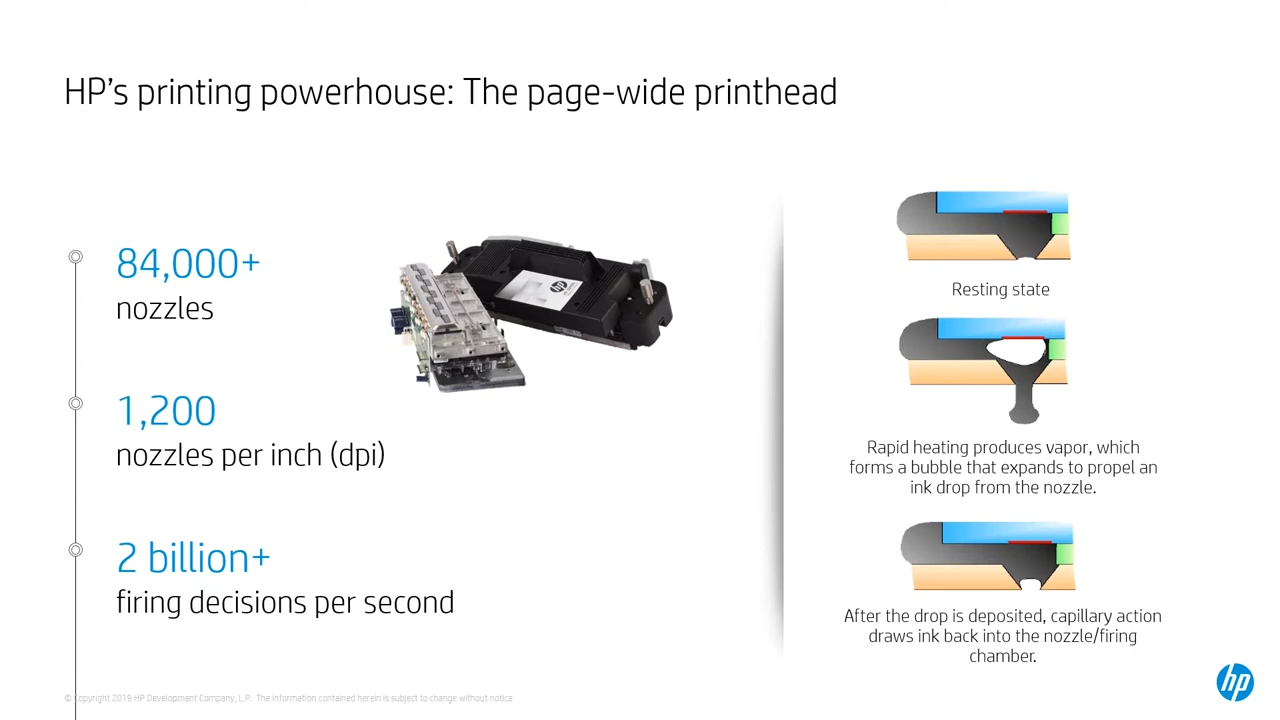 HP’s printing powerhouse: The page-wide printhead
84,000+
nozzles
1,200
nozzles per inch (dpi)
2 billion+
firing decisions per second
hp
Resting state
Rapid heating produces vapor, which
forms a bubble that expands to propel an
ink drop from the nozzle.
After the drop is deposited, capillary action
draws ink back into the nozzle/firing
chamber.
© Copyright 2019 HP Development Company, L.P. The information contained herein is subject to change without notice
hp